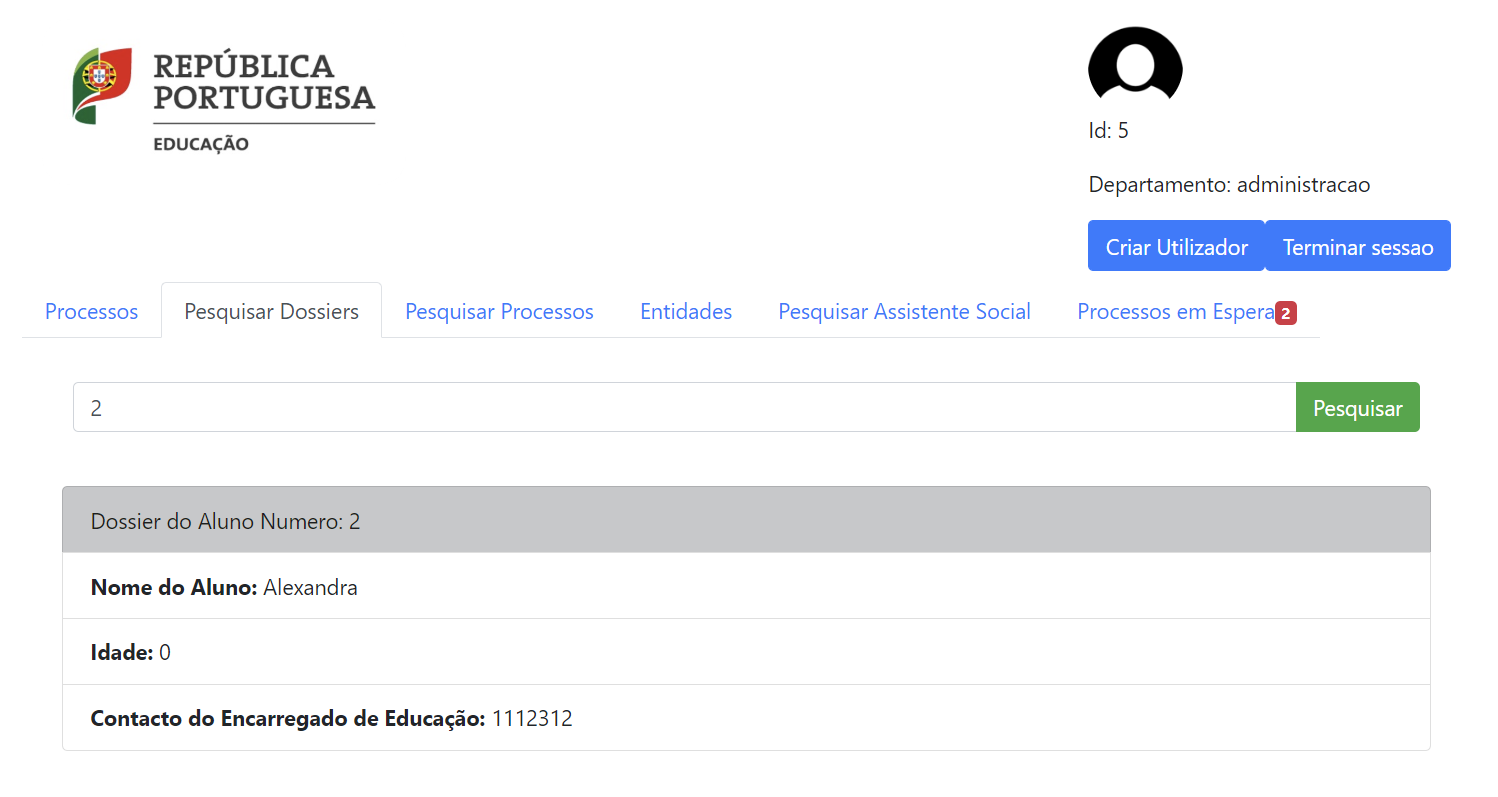 REPÚBLICA
PORTUGUESA
EDUCAÇÃO
Id: 5
Departamento: administracao
Criar Utilizador Terminar sessao
Processos Pesquisar Dossiers Pesquisar Processos Entidades Pesquisar Assistente Social Processos em Espera 2
2 Pesquisar
Dossier do Aluno Numero: 2
Nome do Aluno: Alexandra
Idade: 0
Contacto do Encarregado de Educação: 1112312